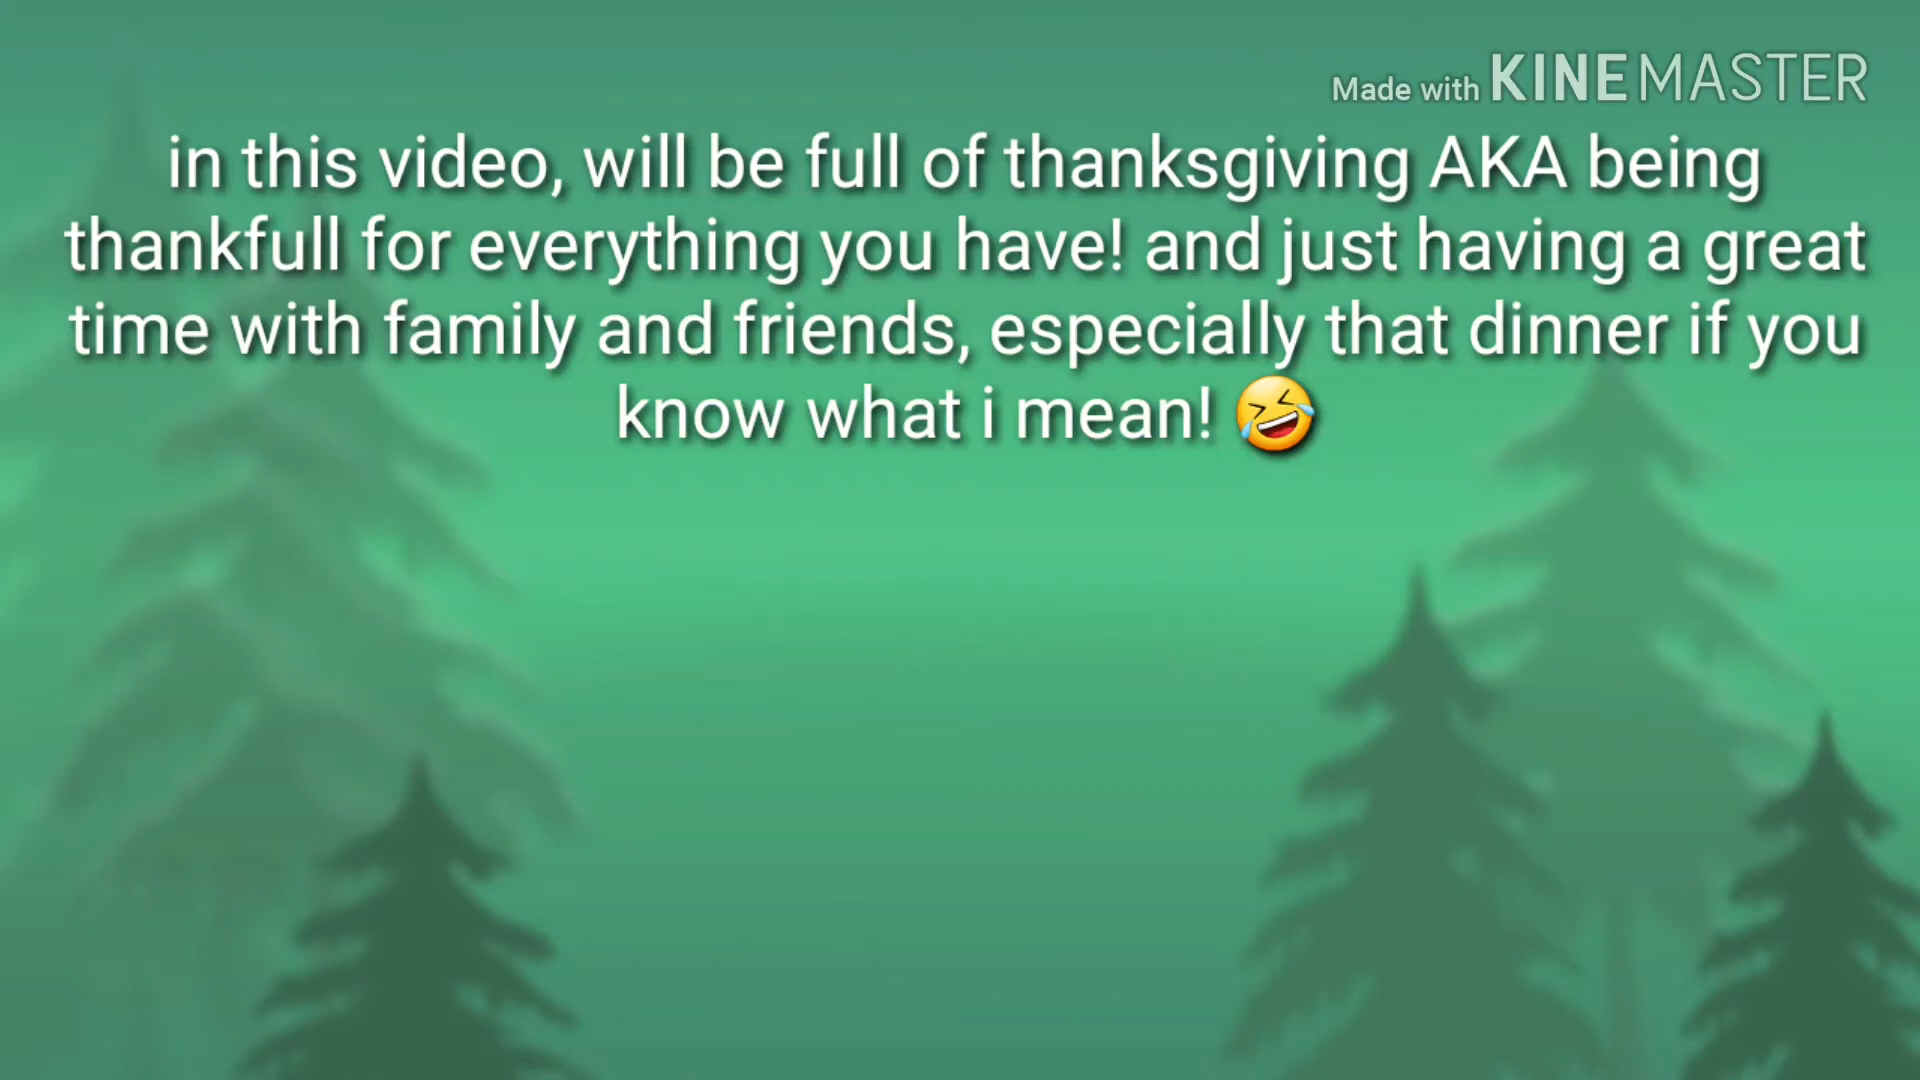 Made with KINEMASTER
in this video, will be full of thanksgiving AKA being
thankfull for everything you have! and just having a great
time with family and friends, especially that dinner if you
know what i mean! 🤣